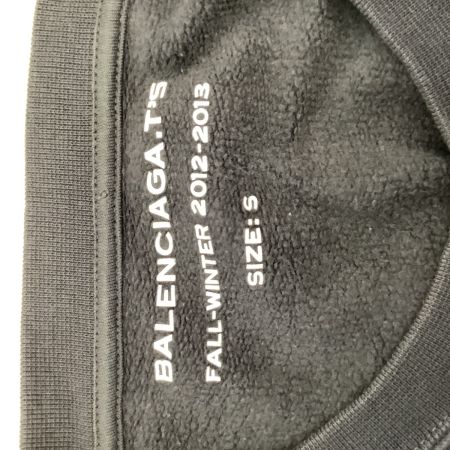 BALENCIAGA.T'S
FALL-WINTER 2012-2013
SIZE: S